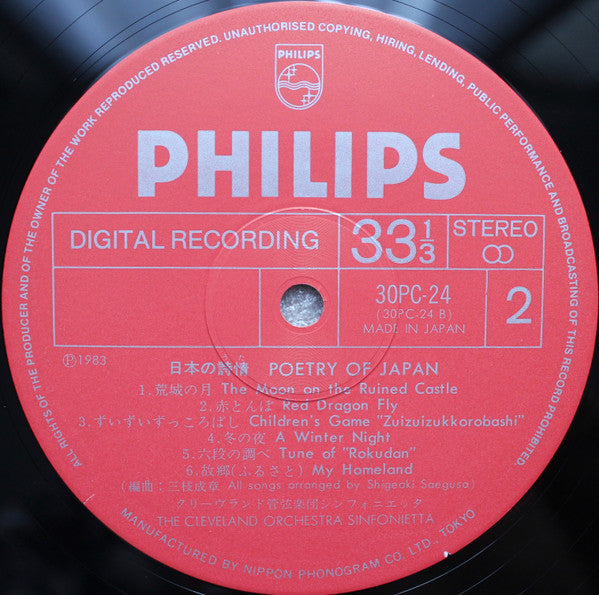 ALL RIGHTS OF THE PRODUCER AND OF THE OWNER OF THE WORK REPRODUCED RESERVED. UNAUTHORISED COPYING, HIRING, LENDING, PUBLIC PERFORMANCE AND BROADCASTING OF THIS RECORD PROHIBITED.
PHILIPS
PHILIPS
DIGITAL RECORDING
33 1/3
STEREO
30PC-24
(30PC-24 B)
MADE IN JAPAN
2
Ⓟ1983
日本の詩情 POETRY OF JAPAN
うた
1.荒城の月 The Moon on the Ruined Castle
2.赤とんぼ Red Dragon Fly
3.ずいずいずっころばし Children's Game "Zuizuizukkorobashi"
4.冬の夜 A Winter Night
5.六段の調べ Tune of "Rokudan"
6.故郷(ふるさと) My Homeland
(編曲:三枝成章 All songs arranged by Shigeaki Saegusa)
クリーヴランド管弦楽団シンフォニエッタ
THE CLEVELAND ORCHESTRA SINFONIETTA
MANUFACTURED BY NIPPON PHONOGRAM CO. LTD., TOKYO